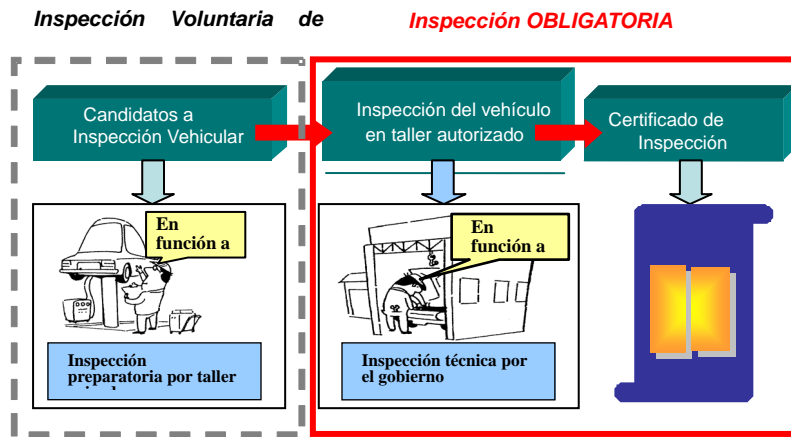 Inspección Voluntaria de
Inspección OBLIGATORIA
Candidatos a
Inspección Vehicular
Inspección del vehículo
en taller autorizado
Certificado de
Inspección
En
función a
En
función a
Inspección
preparatoria por taller
Inspección técnica por
el gobierno